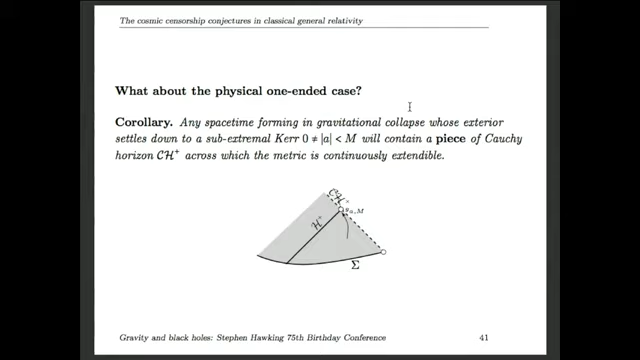 The cosmic censorship conjectures in classical general relativity
What about the physical one-ended case?
Corollary. Any spacetime forming in gravitational collapse whose exterior
settles down to a sub-extremal Kerr 0 ≠ |a| < M will contain a piece of Cauchy
horizon CH⁺ across which the metric is continuously extendible.
CH⁺
g_{a,M}
H⁺
Σ
Gravity and black holes: Stephen Hawking 75th Birthday Conference 41